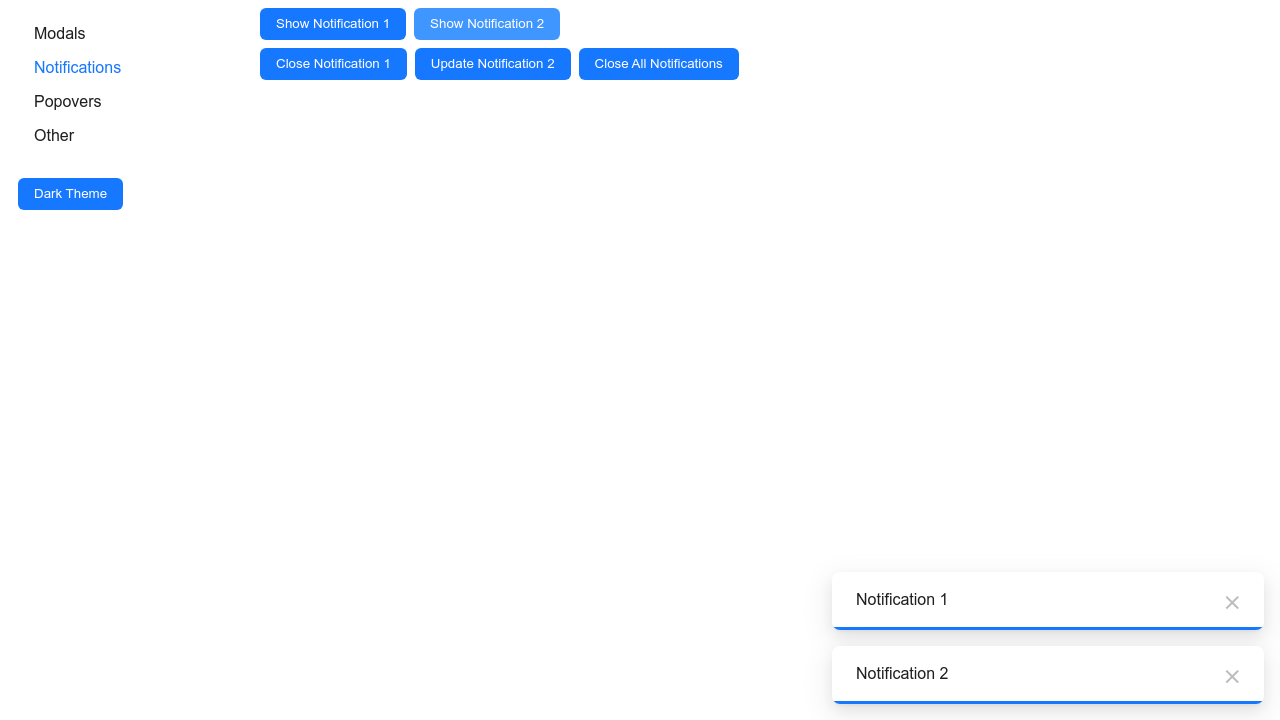 Modals
Notifications
Popovers
Other
Dark Theme
Show Notification 1 Show Notification 2
Close Notification 1 Update Notification 2 Close All Notifications
Notification 1
Notification 2